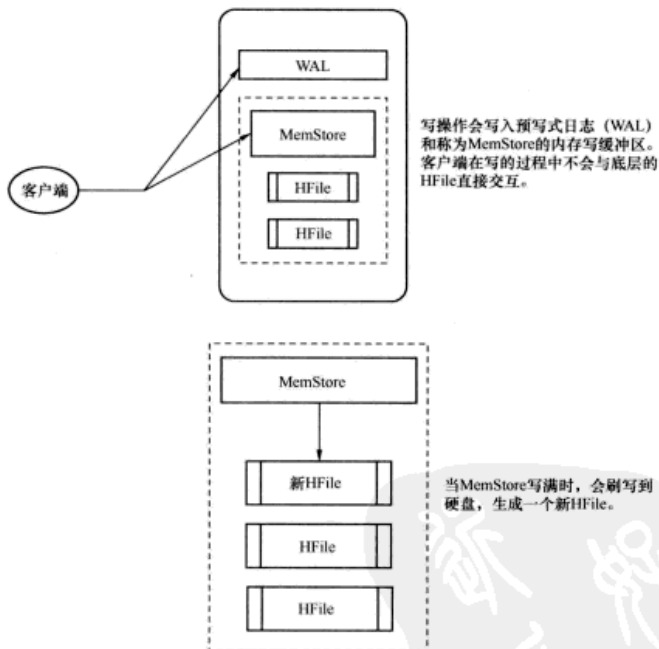 WAL
MemStore
HFile
HFile
客户端
写操作会写入预写式日志（WAL）
和称为MemStore的内存写缓冲区。
客户端在写的过程中不会与底层的
HFile直接交互。
MemStore
新HFile
HFile
HFile
当MemStore写满时，会刷写到
硬盘，生成一个新HFile。